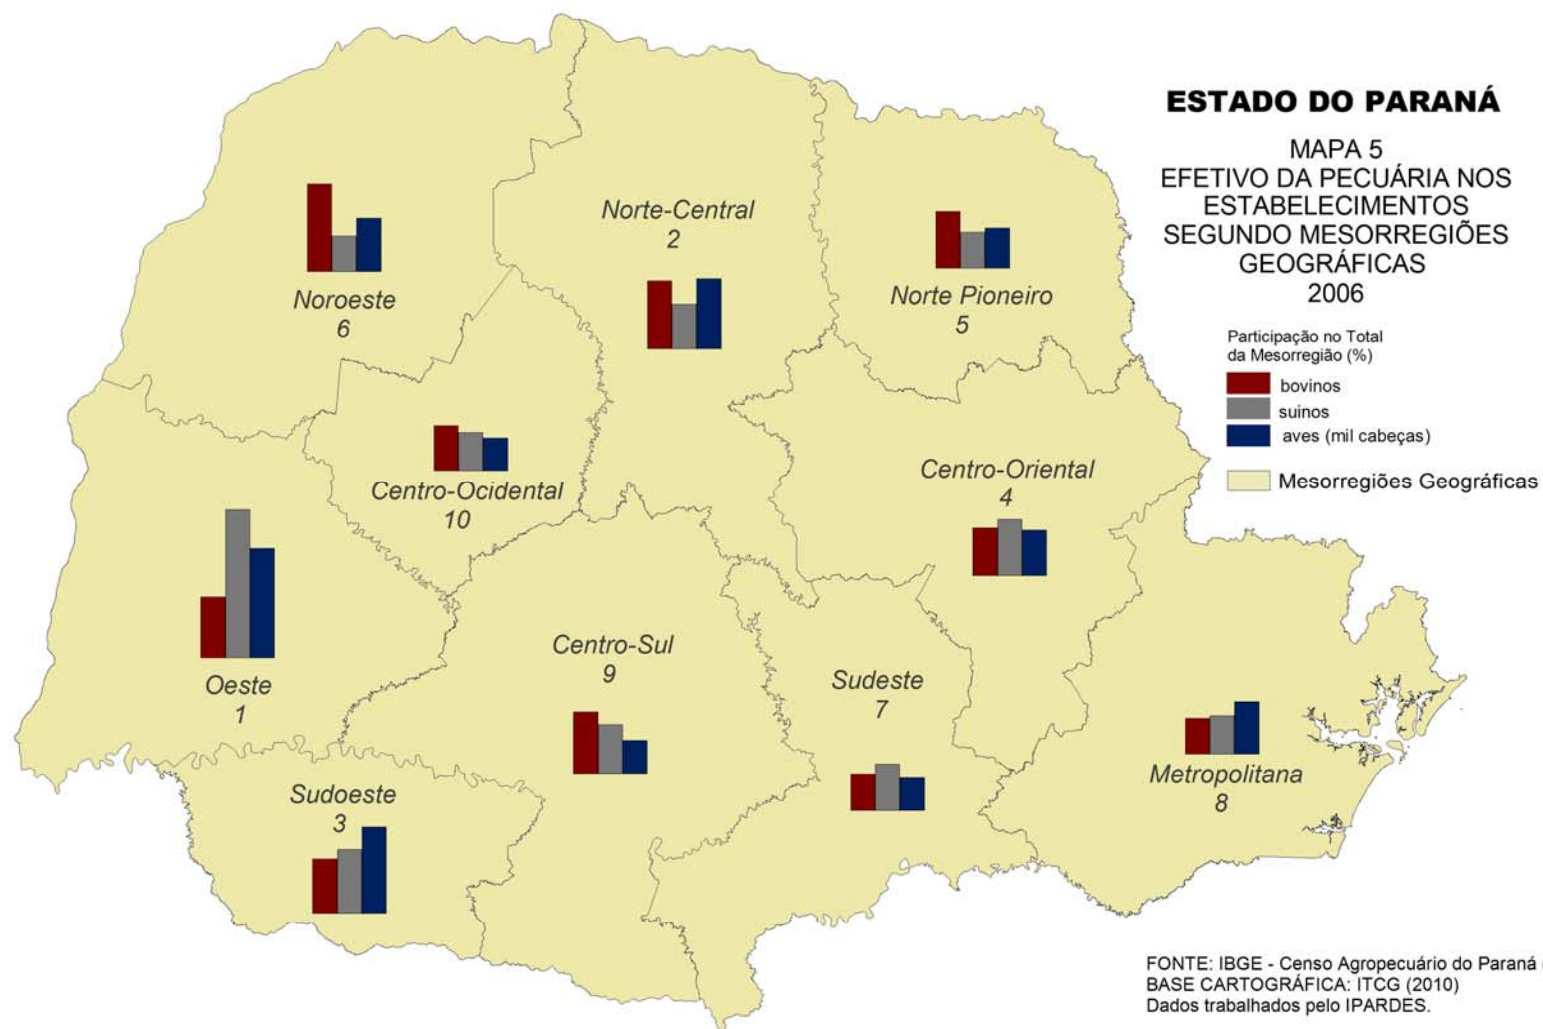 ESTADO DO PARANÁ
MAPA 5
EFETIVO DA PECUÁRIA NOS
ESTABELECIMENTOS
SEGUNDO MESORREGIÕES
GEOGRÁFICAS
2006
Participação no Total
da Mesorregião (%)
bovinos
suinos
aves (mil cabeças)
Mesorregiões Geográficas
Noroeste
6
Norte-Central
2
Norte Pioneiro
5
Centro-Ocidental
10
Centro-Oriental
4
Oeste
1
Centro-Sul
9
Sudeste
7
Metropolitana
8
Sudoeste
3
FONTE: IBGE - Censo Agropecuário do Paraná
BASE CARTOGRÁFICA: ITCG (2010)
Dados trabalhados pelo IPARDES.